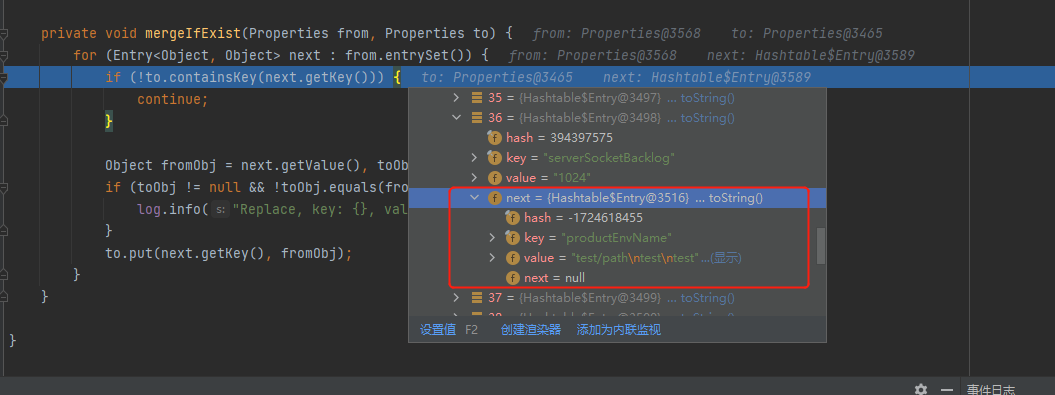 private void mergeIfExist(Properties from, Properties to) { from: Properties@3568 to: Properties@3465
for (Entry<Object, Object> next : from.entrySet()) { from: Properties@3568 next: Hashtable$Entry@3589
if (!to.containsKey(next.getKey())) { to: Properties@3465 next: Hashtable$Entry@3589
continue;
}
Object fromObj = next.getValue(), toOb
if (toObj != null && !toObj.equals(fro
log.info( s: "Replace, key: {}, val
}
to.put(next.getKey(), fromObj);
}
}
}
35 = {Hashtable$Entry@3497} ... toString()
36 = {Hashtable$Entry@3498} ... toString()
hash = 394397575
key = "serverSocketBacklog"
value = "1024"
next = {Hashtable$Entry@3516} ... toString()
hash = -1724618455
key = "productEnvName"
value = "test/path\ntest\ntest"...(显示)
next = null
37 = {Hashtable$Entry@3499} ... toString()
设置值 F2 创建渲染器 添加为内联监视
事件日志